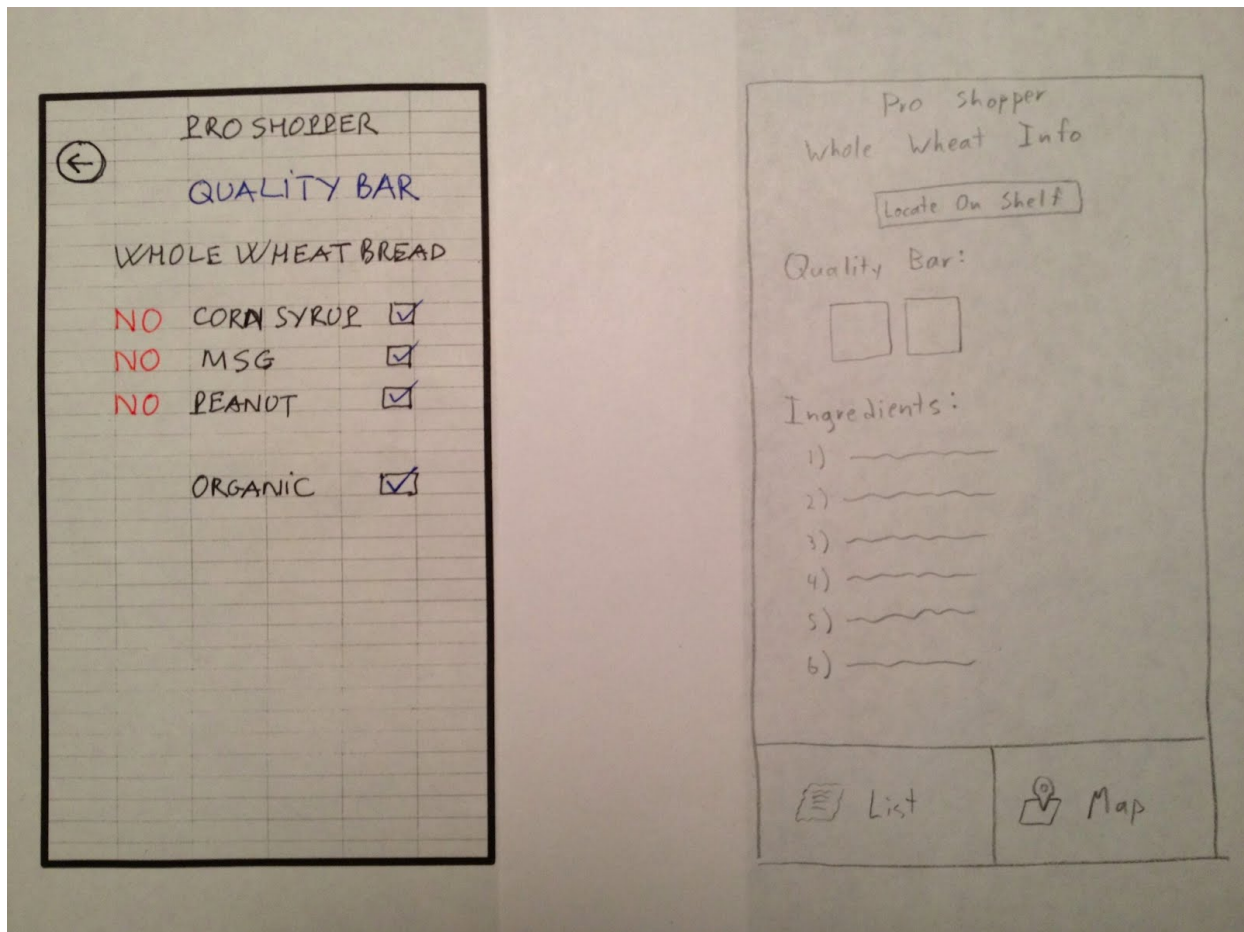 PRO SHOPPER
QUALITY BAR
WHOLE WHEAT BREAD
NO CORN SYRUP
NO MSG
NO PEANUT
ORGANIC
Pro Shopper
Whole Wheat Info
Locate On Shelf
Quality Bar:
Ingredients:
1)
2)
3)
4)
5)
6)
List
Map